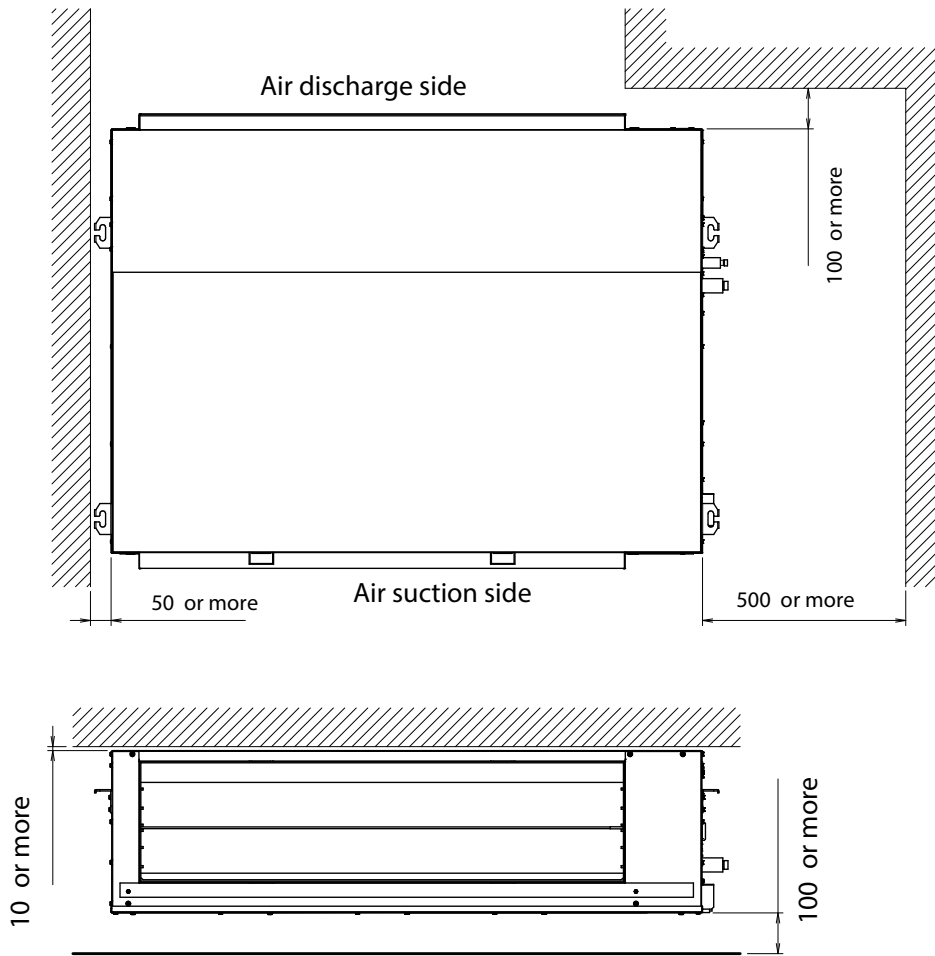 Air discharge side
100 or more
Air suction side
50 or more
500 or more
10 or more
100 or more